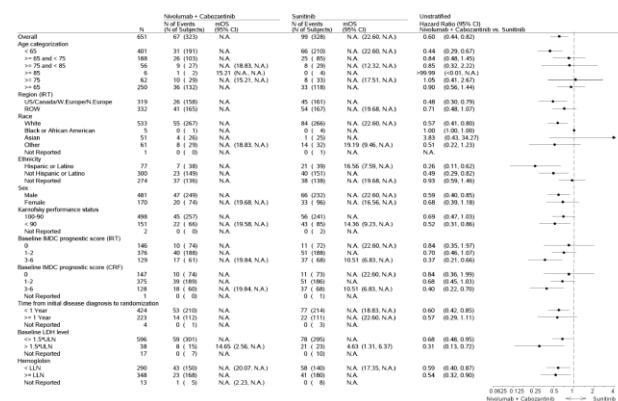 Nivolumab + Cabozantinib Sunitinib Unstratified
N N of Events (N of Subjects) mOS (95% CI) N of Events (N of Subjects) mOS (95% CI) Hazard Ratio (95% CI) Nivolumab + Cabozantinib vs. Sunitinib
Overall 651 67 (323) N.A. 99 (328) N.A. (22.60, N.A.) 0.60 (0.44, 0.82)
Age categorization
< 65 401 31 (191) N.A. 66 (210) N.A. (22.60, N.A.) 0.44 (0.29, 0.67)
>= 65 and < 75 188 26 (103) N.A. 25 (85) N.A. 0.84 (0.48, 1.45)
>= 75 and < 85 56 9 (27) N.A. (18.83, N.A.) 8 (29) N.A. (12.32, N.A.) 0.85 (0.32, 2.22)
>= 85 6 1 (2) 15.21 (N.A., N.A.) 0 (4) N.A. >99.99 (<0.01, N.A.)
>= 75 62 10 (29) N.A. (15.21, N.A.) 8 (33) N.A. (17.51, N.A.) 1.05 (0.41, 2.67)
>= 65 250 36 (132) N.A. 33 (118) N.A. 0.90 (0.56, 1.44)
Region (IRT)
US/Canada/W.Europe/N.Europe 319 26 (158) N.A. 45 (161) N.A. 0.48 (0.30, 0.79)
ROW 332 41 (165) N.A. 54 (167) N.A. (19.68, N.A.) 0.71 (0.48, 1.07)
Race
White 533 55 (267) N.A. 84 (266) N.A. (22.60, N.A.) 0.57 (0.41, 0.80)
Black or African American 5 0 (1) N.A. 0 (4) N.A. 1.00 (1.00, 1.00)
Asian 51 4 (26) N.A. 1 (25) N.A. 3.83 (0.43, 34.27)
Other 61 8 (29) N.A. (18.83, N.A.) 14 (32) 19.19 (9.46, N.A.) 0.51 (0.22, 1.23)
Not Reported 1 0 (0) N.A. 0 (1) N.A.
Ethnicity
Hispanic or Latino 77 7 (38) N.A. 21 (39) 16.56 (7.59, N.A.) 0.26 (0.11, 0.62)
Not Hispanic or Latino 300 23 (149) N.A. 40 (151) N.A. 0.49 (0.29, 0.82)
Not Reported 274 37 (136) N.A. 38 (138) N.A. (19.68, N.A.) 0.93 (0.59, 1.46)
Sex
Male 481 47 (249) N.A. 66 (232) N.A. (22.60, N.A.) 0.59 (0.40, 0.85)
Female 170 20 (74) N.A. (19.68, N.A.) 33 (96) N.A. (16.56, N.A.) 0.68 (0.39, 1.18)
Karnofsky performance status
100-90 498 45 (257) N.A. 56 (241) N.A. 0.69 (0.47, 1.03)
< 90 151 22 (66) N.A. (19.58, N.A.) 43 (85) 14.36 (9.23, N.A.) 0.52 (0.31, 0.86)
Not Reported 2 0 (0) N.A. 0 (2) N.A.
Baseline IMDC prognostic score (IRT)
0 146 10 (74) N.A. 11 (72) N.A. (22.60, N.A.) 0.84 (0.35, 1.97)
1-2 376 40 (188) N.A. 51 (188) N.A. 0.70 (0.46, 1.07)
3-6 129 17 (61) N.A. (19.84, N.A.) 37 (68) 10.51 (6.83, N.A.) 0.37 (0.21, 0.66)
Baseline IMDC prognostic score (CRF)
0 147 10 (74) N.A. 11 (73) N.A. (22.60, N.A.) 0.84 (0.36, 1.99)
1-2 375 39 (189) N.A. 51 (186) N.A. 0.68 (0.45, 1.03)
3-6 128 18 (60) N.A. (19.84, N.A.) 37 (68) 10.51 (6.83, N.A.) 0.40 (0.22, 0.70)
Not Reported 1 0 (0) N.A. 0 (1) N.A.
Time from initial disease diagnosis to randomization
< 1 Year 424 53 (210) N.A. 77 (214) N.A. (18.83, N.A.) 0.60 (0.42, 0.85)
>= 1 Year 223 14 (112) N.A. 22 (111) N.A. (22.60, N.A.) 0.57 (0.29, 1.11)
Not Reported 4 0 (1) N.A. 0 (3) N.A.
Baseline LDH level
<= 1.5*ULN 596 59 (301) N.A. 78 (295) N.A. 0.68 (0.48, 0.95)
> 1.5*ULN 38 8 (15) 14.65 (2.56, N.A.) 21 (23) 4.63 (1.31, 6.37) 0.31 (0.13, 0.72)
Not Reported 17 0 (7) N.A. 0 (10) N.A.
Hemoglobin
< LLN 290 43 (150) N.A. (20.07, N.A.) 58 (140) N.A. (17.35, N.A.) 0.59 (0.40, 0.87)
>= LLN 348 23 (168) N.A. 41 (180) N.A. 0.54 (0.32, 0.90)
Not Reported 13 1 (5) N.A. (2.23, N.A.) 0 (8) N.A.
0.0625 0.125 0.25 0.5 1 2
Nivolumab + Cabozantinib Sunitinib